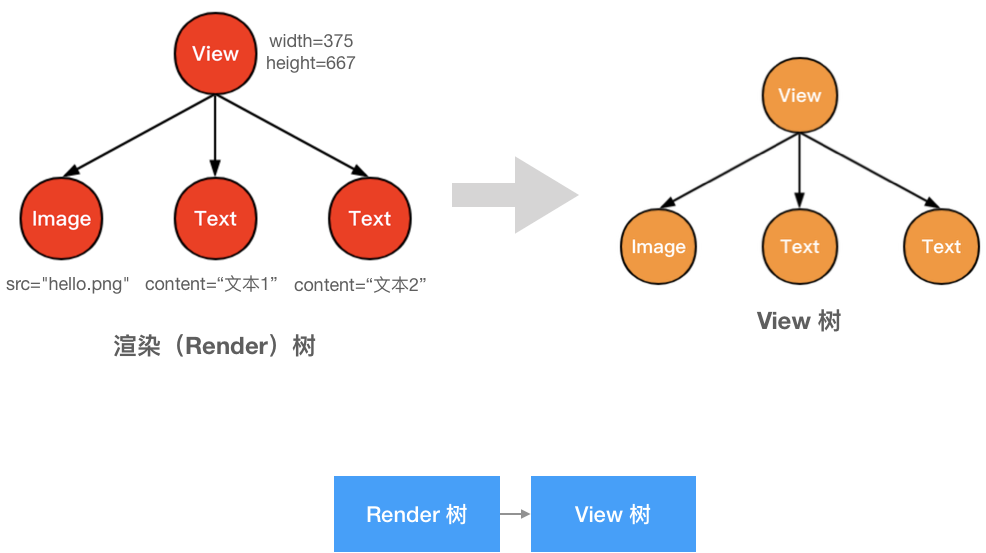 View
width=375
height=667
Image
Text
Text
src="hello.png"
content=“文本1”
content=“文本2”
渲染（Render）树
View
Image
Text
Text
View 树
Render 树
View 树